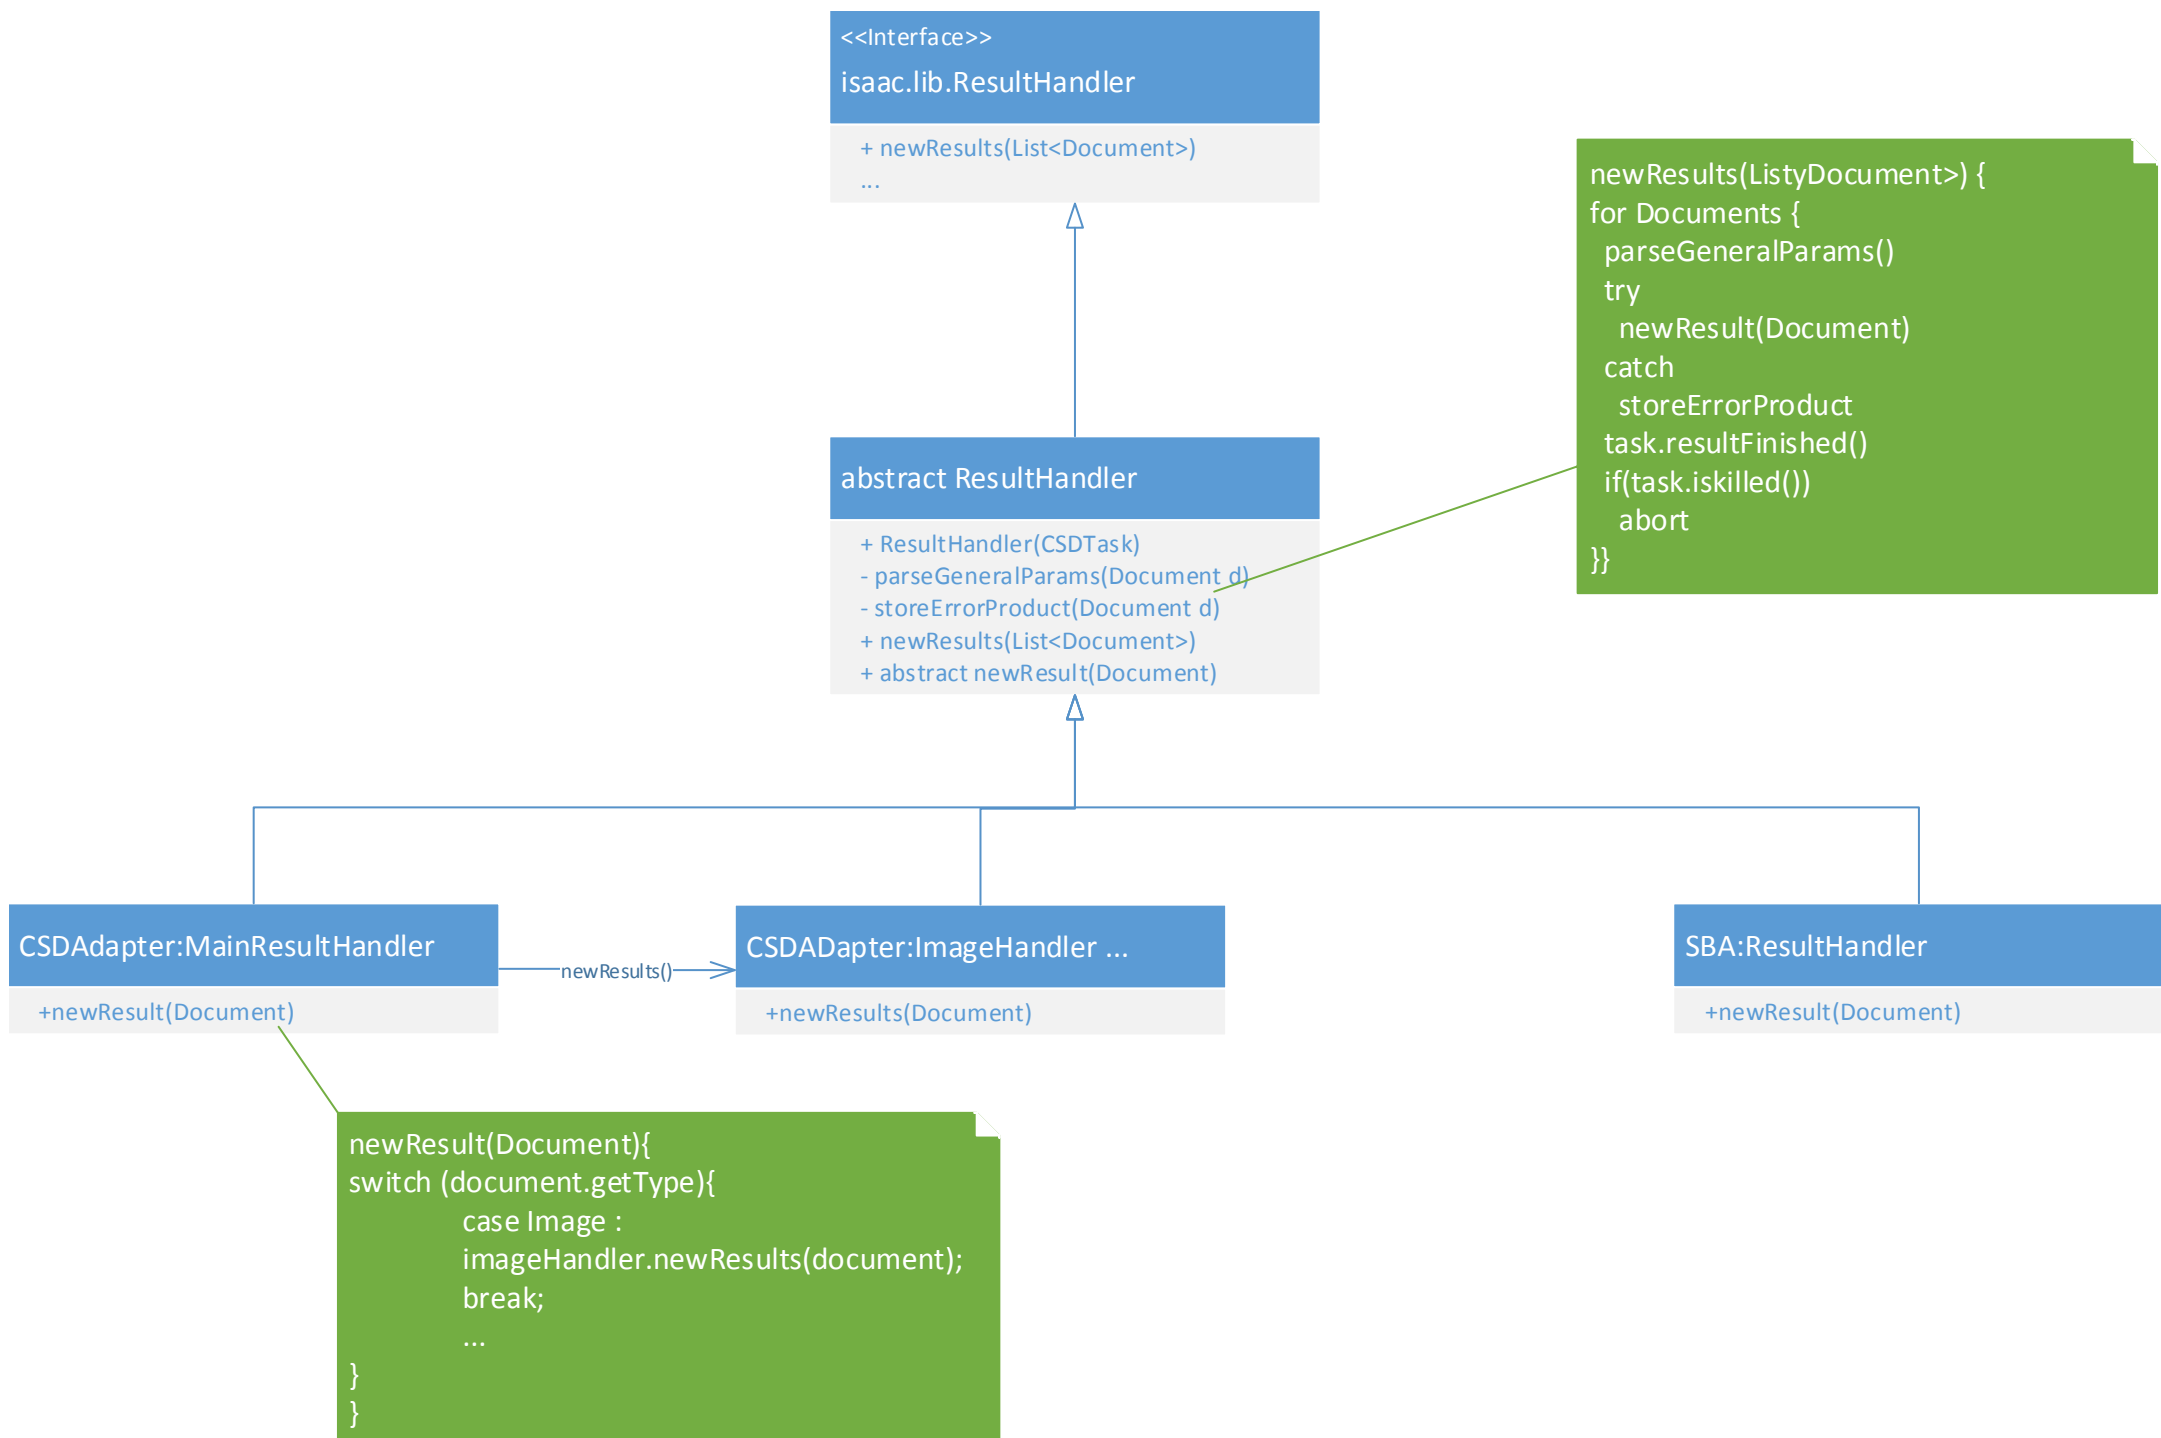 <<Interface>>
isaac.lib.ResultHandler
+ newResults(List<Document>)
...
newResults(ListyDocument>) {
for Documents {
parseGeneralParams()
try
newResult(Document)
catch
storeErrorProduct
task.resultFinished()
if(task.iskilled())
abort
}}
abstract ResultHandler
+ ResultHandler(CSDTask)
- parseGeneralParams(Document d)
- storeErrorProduct(Document d)
+ newResults(List<Document>)
+ abstract newResult(Document)
CSDAdapter:MainResultHandler
+newResult(Document)
newResults()
CSDADapter:ImageHandler ...
+newResults(Document)
SBA:ResultHandler
+newResult(Document)
newResult(Document){
switch (document.getType){
case Image :
imageHandler.newResults(document);
break;
...
}
}